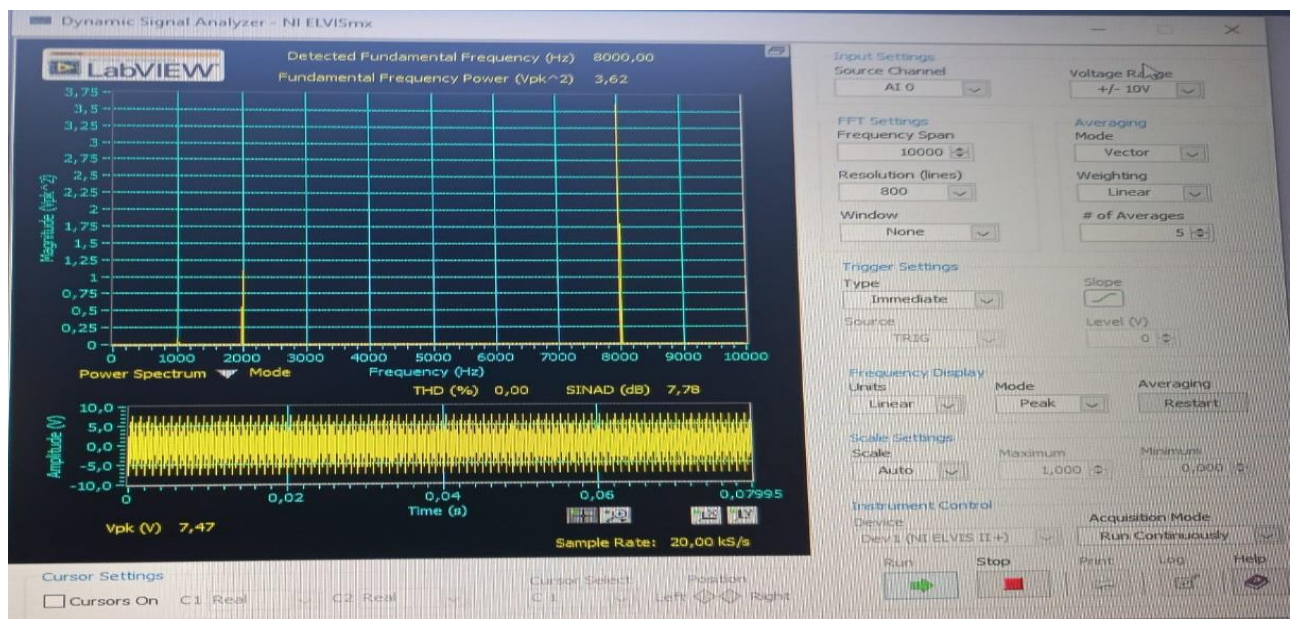 Dynamic Signal Analyzer - NI ELVISmx
LabVIEW
Detected Fundamental Frequency (Hz) 8000,00
Fundamental Frequency Power (Vpk^2) 3,62
Magnitude (Vpk^2)
3,75
3,5
3,25
3
2,75
2,5
2,25
2
1,75
1,5
1,25
1
0,75
0,5
0,25
0
0 1000 2000 3000 4000 5000 6000 7000 8000 9000 10000
Power Spectrum Mode Frequency (Hz)
THD (%) 0,00 SINAD (dB) 7,78
Amplitude (V)
10,0
5,0
0,0
-5,0
-10,0
0 0,02 0,04 0,06 0,07995
Time (s)
Vpk (V) 7,47
Sample Rate: 20,00 kS/s
Cursor Settings
Cursors On C1 Real C2 Real
Cursor Select
C1
Position
Left Right
Input Settings
Source Channel Voltage Range
AI 0 +/- 10V
FFT Settings
Frequency Span
10000
Resolution (lines)
800
Window
None
Averaging
Mode
Vector
Weighting
Linear
# of Averages
5
Trigger Settings
Type Slope
Immediate
Source Level (V)
TRIG 0
Frequency Display
Units Mode Averaging
Linear Peak Restart
Scale Settings
Scale Maximum Minimum
Auto 1,000 0,000
Instrument Control
Device Acquisition Mode
Dev1 (NI ELVIS II+) Run Continuously
Run Stop Print Log Help